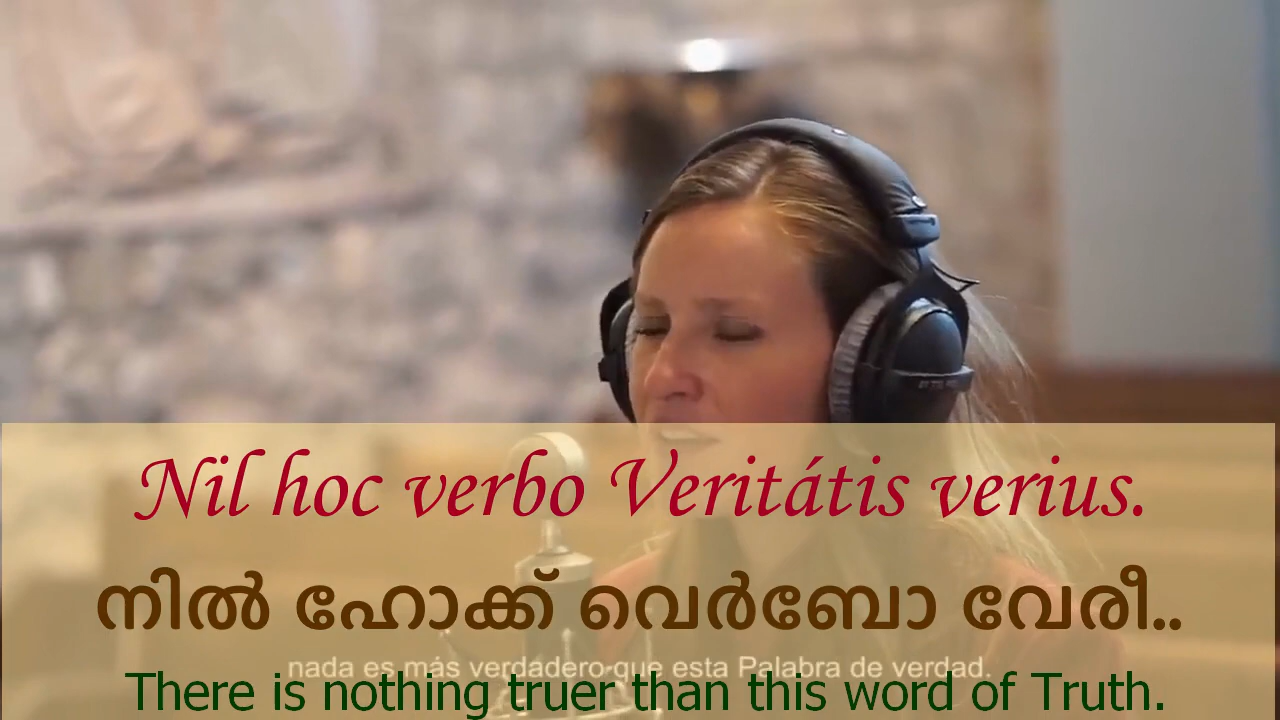 Nil hoc verbo Veritátis verius.
നിൽ ഹോക്ക് വെർബോ വേരീ..
nada es más verdadero que esta Palabra de verdad.
There is nothing truer than this word of Truth.